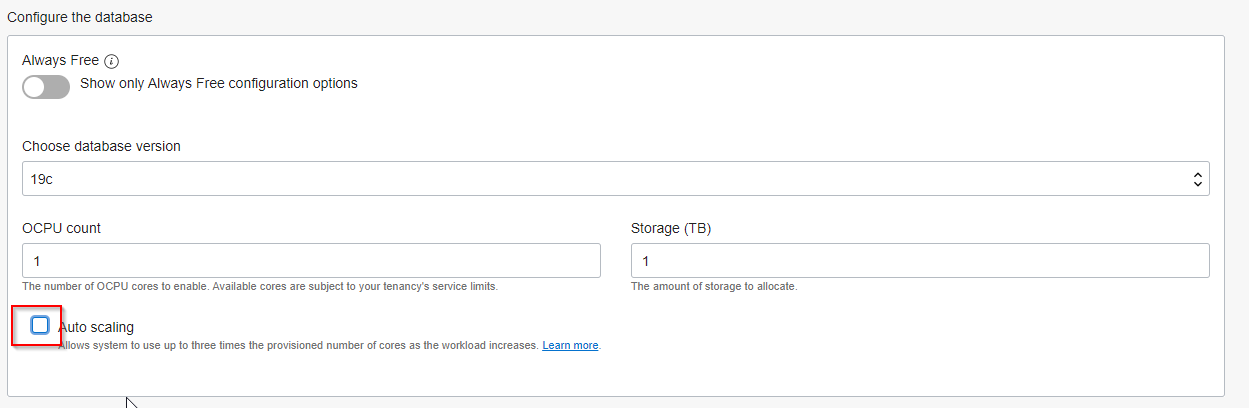 Configure the database
Always Free
Show only Always Free configuration options
Choose database version
19c
OCPU count
Storage (TB)
1
1
The number of OCPU cores to enable. Available cores are subject to your tenancy's service limits.
The amount of storage to allocate.
Auto scaling
Allows system to use up to three times the provisioned number of cores as the workload increases. Learn more.